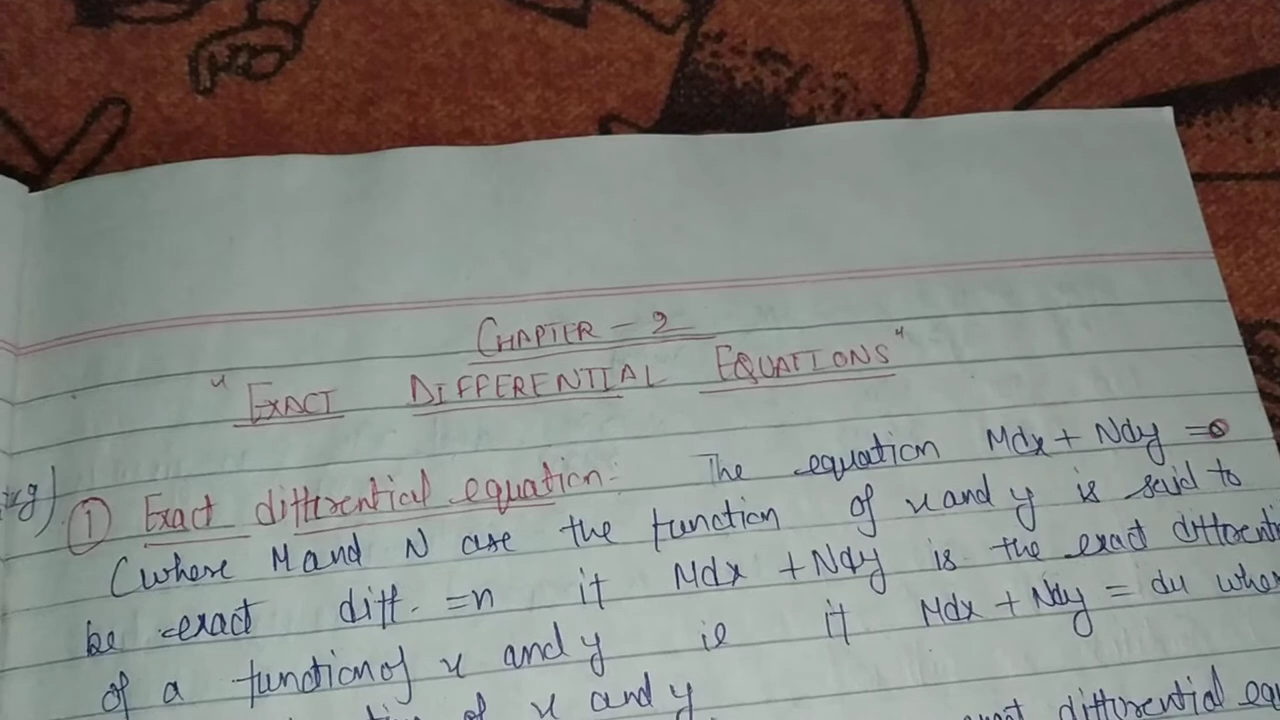 CHAPTER - 2
"EXACT DIFFERENTIAL EQUATIONS"
① Exact differential equation:- The equation Mdx + Ndy = 0
(where M and N are the function of x and y is said to
be exact diff. =n if Mdx + Ndy is the exact differenti
of a function of x and y ie if Mdx + Ndy = du wher
of x and y
differential equ